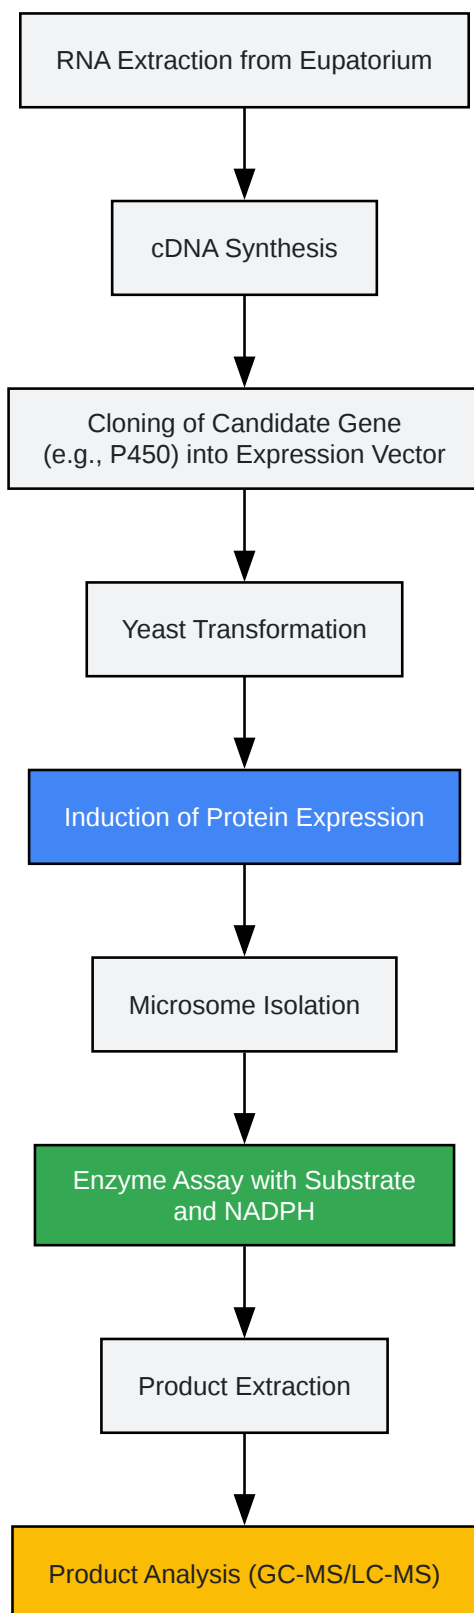 RNA Extraction from Eupatorium
cDNA Synthesis
Cloning of Candidate Gene
(e.g., P450) into Expression Vector
Yeast Transformation
Induction of Protein Expression
Microsome Isolation
Enzyme Assay with Substrate
and NADPH
Product Extraction
Product Analysis (GC-MS/LC-MS)